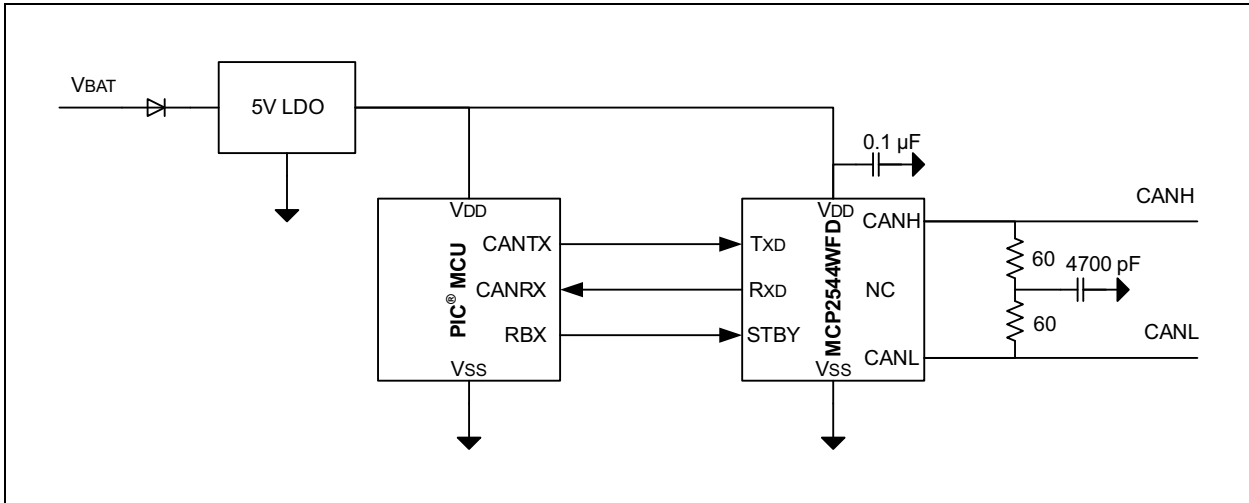 VBAT
5V LDO
0.1 µF
VDD
CANTX
CANRX
RBX
VSS
PIC® MCU
VDD
TXD
RXD
STBY
VSS
MCP2544WFD
CANH
NC
CANL
CANH
60
4700 pF
60
CANL